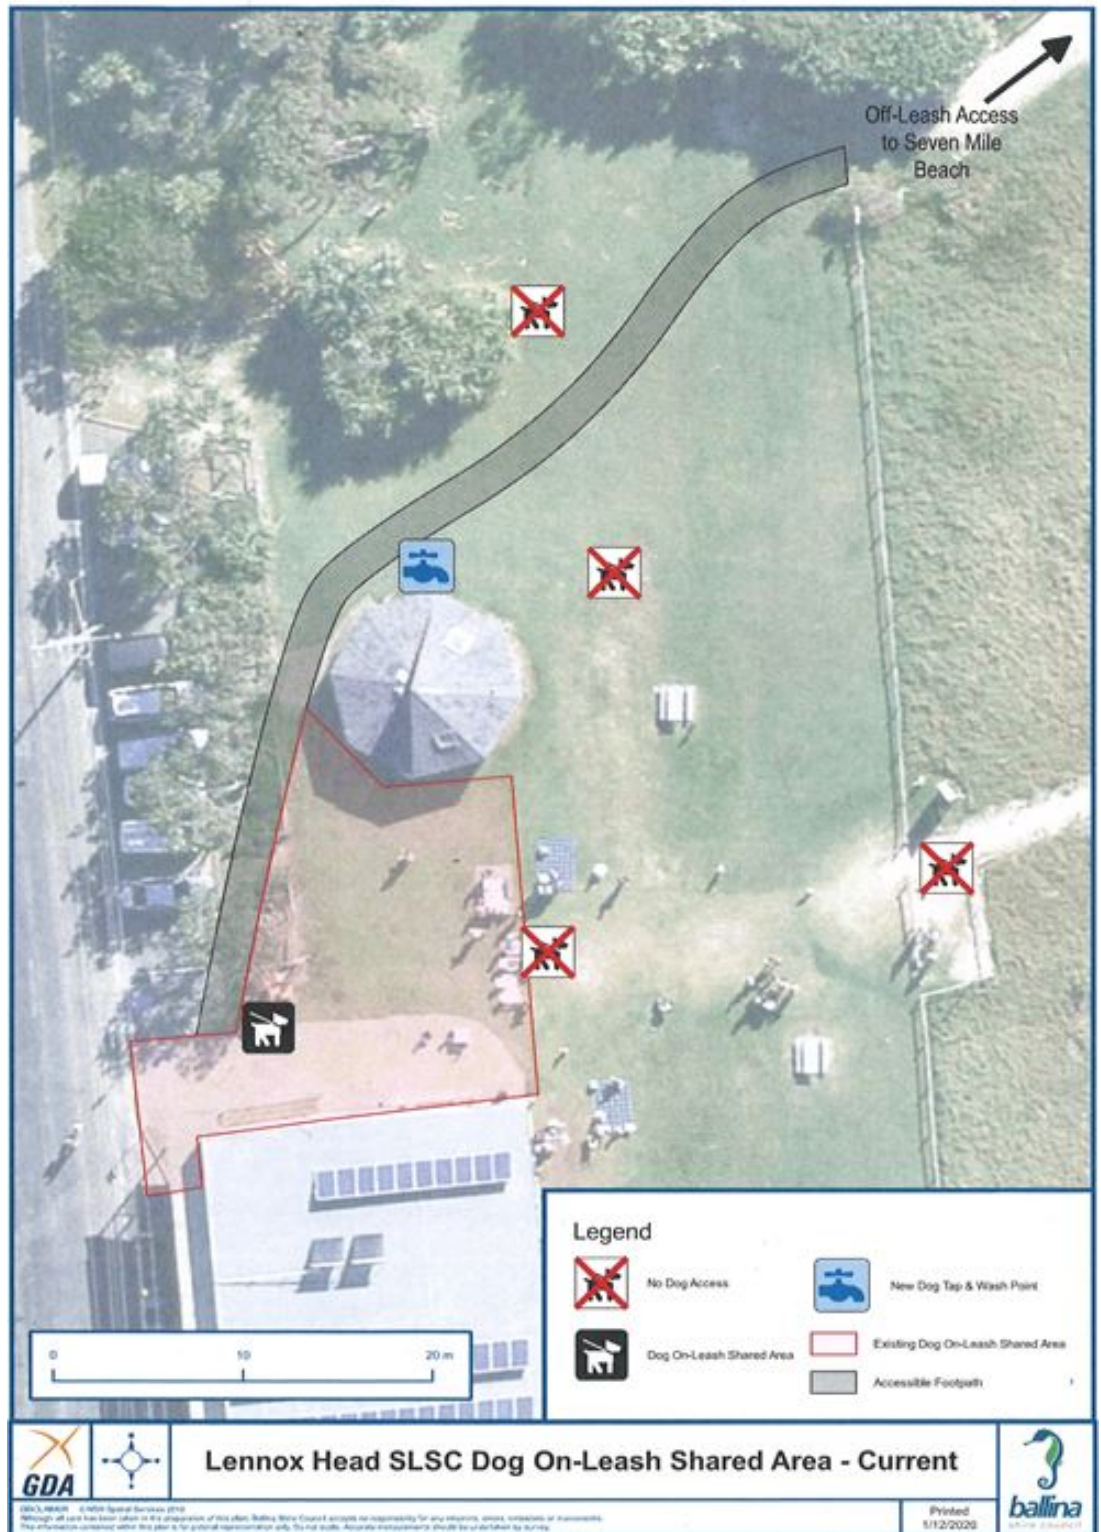 Off-Leash Access
to Seven Mile
Beach
Legend
No Dog Access
New Dog Tap & Wash Point
Dog On-Leash Shared Area
Existing Dog On-Leash Shared Area
Accessible Footpath
0 10 20 m
GDA
Lennox Head SLSC Dog On-Leash Shared Area - Current
ballina
shire council
Printed
1/12/2020